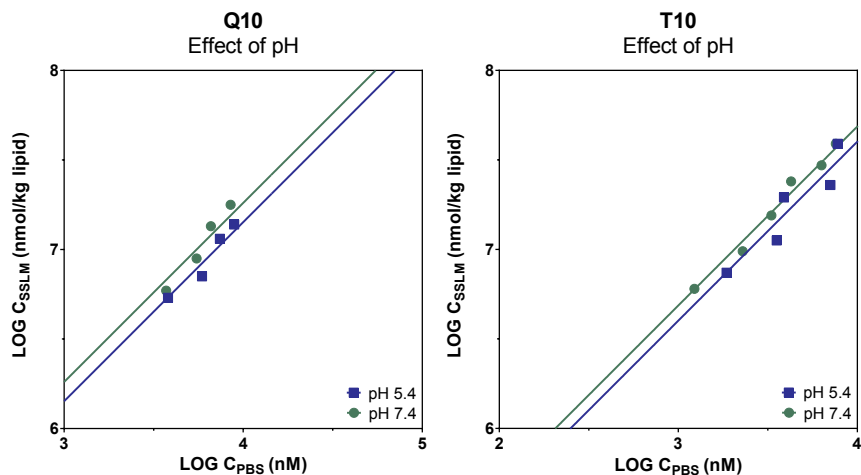 Q10
Effect of pH
8
7
6
LOG C_SSLM (nmol/kg lipid)
3
4
5
LOG C_PBS (nM)
pH 5.4
pH 7.4
T10
Effect of pH
8
7
6
LOG C_SSLM (nmol/kg lipid)
2
3
4
LOG C_PBS (nM)
pH 5.4
pH 7.4